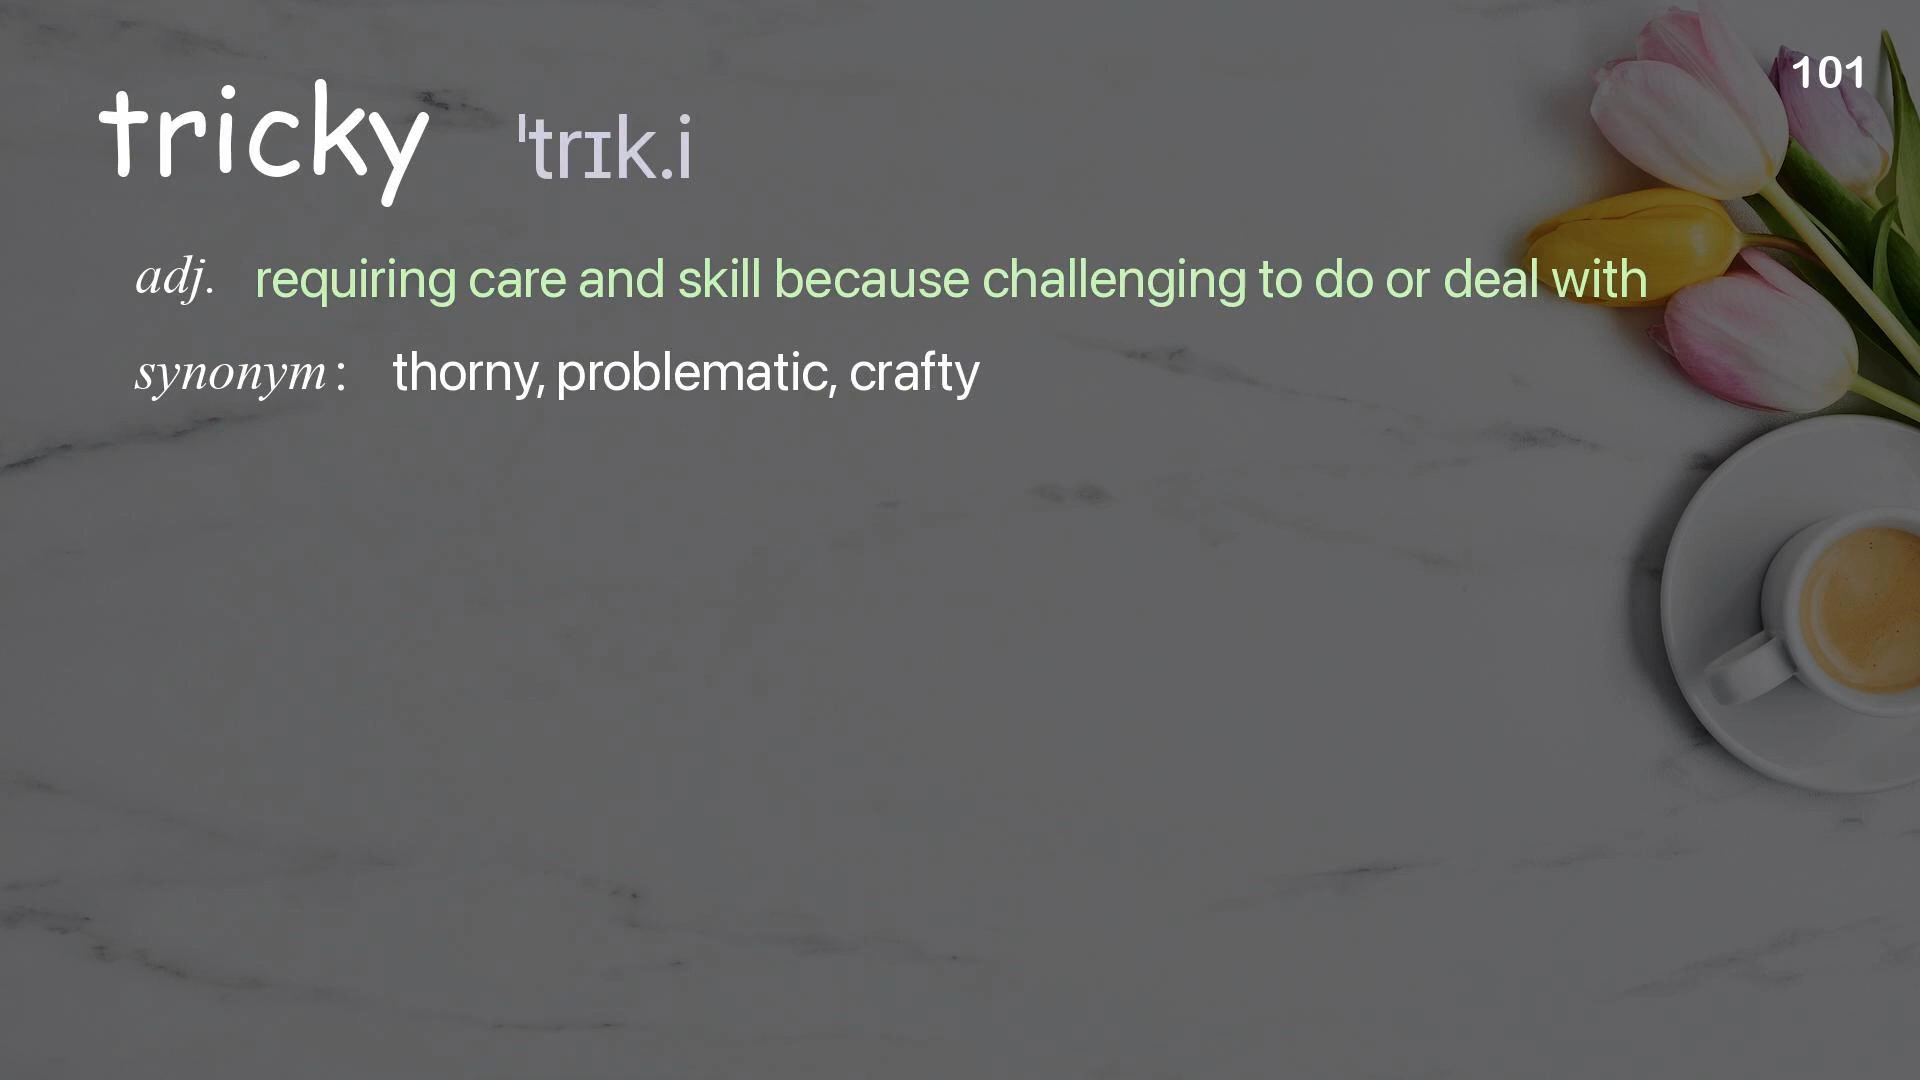 101
tricky ˈtrɪk.i
adj. requiring care and skill because challenging to do or deal with
synonym : thorny, problematic, crafty